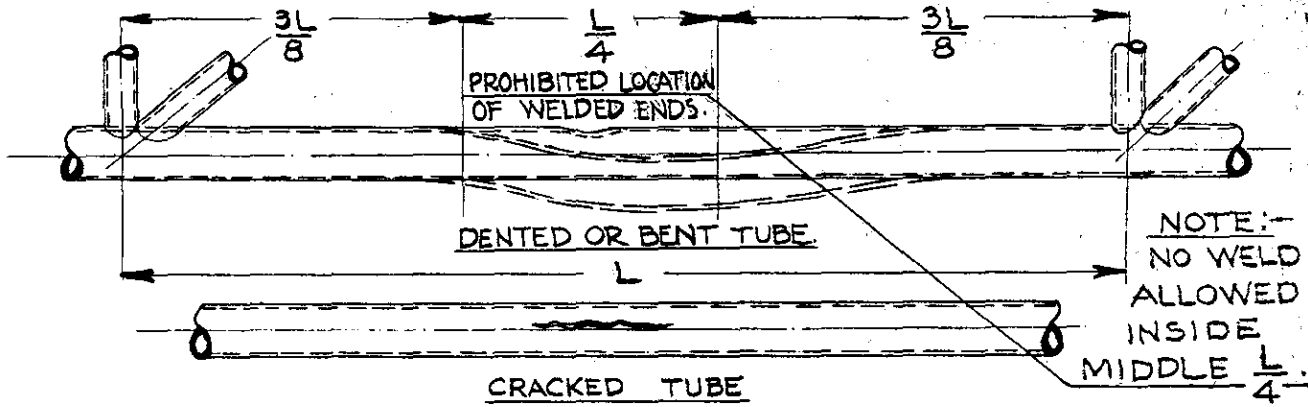 3L/8
L/4
3L/8
PROHIBITED LOCATION
OF WELDED ENDS.
DENTED OR BENT TUBE.
L
NOTE:-
NO WELD
ALLOWED
INSIDE
MIDDLE L/4.
CRACKED TUBE